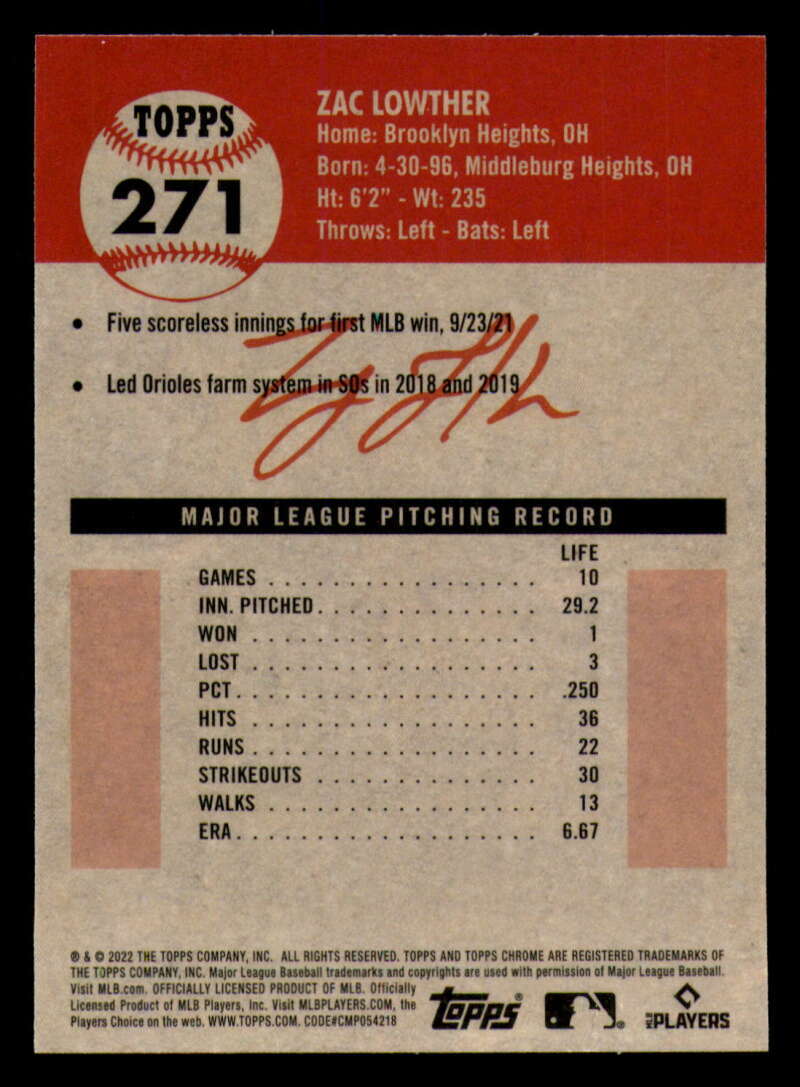 TOPPS
271
ZAC LOWTHER
Home: Brooklyn Heights, OH
Born: 4-30-96, Middleburg Heights, OH
Ht: 6'2" - Wt: 235
Throws: Left - Bats: Left
• Five scoreless innings for first MLB win, 9/23/21
• Led Orioles farm system in SOs in 2018 and 2019
MAJOR LEAGUE PITCHING RECORD
LIFE
GAMES . . . . . . . . . . . . . . . . . 10
INN. PITCHED . . . . . . . . . . . . . . 29.2
WON . . . . . . . . . . . . . . . . . . 1
LOST . . . . . . . . . . . . . . . . . . 3
PCT . . . . . . . . . . . . . . . . . . . .250
HITS . . . . . . . . . . . . . . . . . . 36
RUNS . . . . . . . . . . . . . . . . . . 22
STRIKEOUTS . . . . . . . . . . . . . . 30
WALKS . . . . . . . . . . . . . . . . . 13
ERA . . . . . . . . . . . . . . . . . . . 6.67
® & © 2022 THE TOPPS COMPANY, INC. ALL RIGHTS RESERVED. TOPPS AND TOPPS CHROME ARE REGISTERED TRADEMARKS OF
THE TOPPS COMPANY, INC. Major League Baseball trademarks and copyrights are used with permission of Major League Baseball.
Visit MLB.com. OFFICIALLY LICENSED PRODUCT OF MLB. Officially
Licensed Product of MLB Players, Inc. Visit MLBPLAYERS.COM, the
Players Choice on the web. WWW.TOPPS.COM. CODE#CMP054218
Topps®
MLB PLAYERS